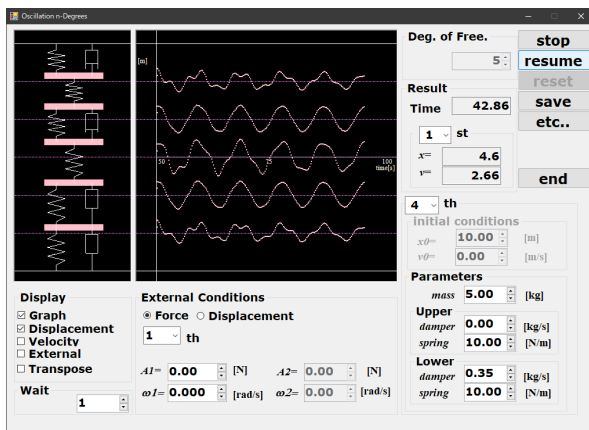 Oscillation n-Degrees
[m]
50
75
100
time[s]
Deg. of Free.
5
Result
Time 42.86
1 st
x= 4.6
v= 2.66
stop
resume
reset
save
etc..
end
4 th
initial conditions
x0= 10.00 [m]
v0= 0.00 [m/s]
Parameters
mass 5.00 [kg]
Upper
damper 0.00 [kg/s]
spring 10.00 [N/m]
Lower
damper 0.35 [kg/s]
spring 10.00 [N/m]
Display
Graph
Displacement
Velocity
External
Transpose
Wait
1
External Conditions
Force Displacement
1 th
A1= 0.00 [N] A2= 0.00 [N]
ω1= 0.000 [rad/s] ω2= 0.00 [rad/s]